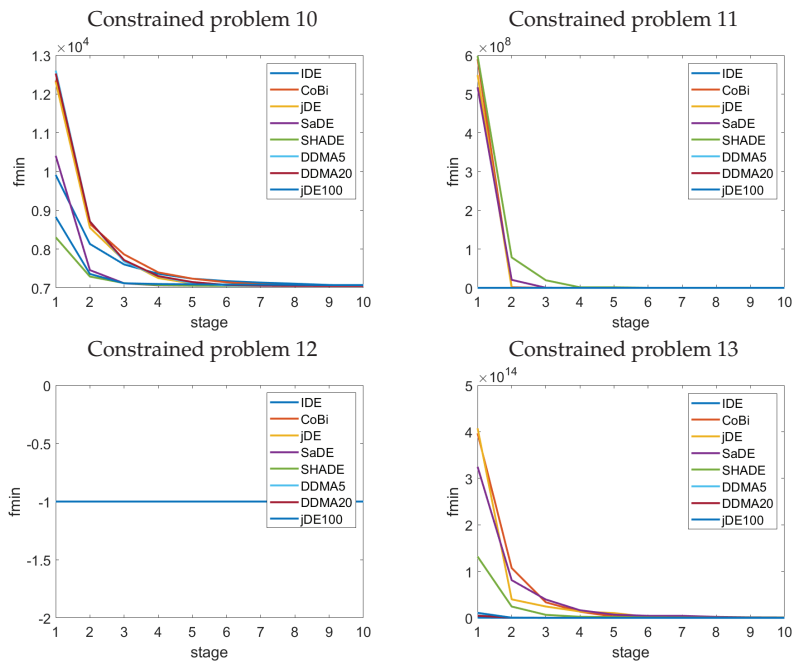 Constrained problem 10
×10⁴
1.3
1.2
1.1
1
0.9
0.8
0.7
fmin
1 2 3 4 5 6 7 8 9 10
stage
IDE
CoBi
jDE
SaDE
SHADE
DDMA5
DDMA20
jDE100
Constrained problem 11
×10⁸
6
5
4
3
2
1
0
fmin
1 2 3 4 5 6 7 8 9 10
stage
IDE
CoBi
jDE
SaDE
SHADE
DDMA5
DDMA20
jDE100
Constrained problem 12
0
-0.5
-1
-1.5
-2
fmin
1 2 3 4 5 6 7 8 9 10
stage
IDE
CoBi
jDE
SaDE
SHADE
DDMA5
DDMA20
jDE100
Constrained problem 13
×10¹⁴
5
4
3
2
1
0
fmin
1 2 3 4 5 6 7 8 9 10
stage
IDE
CoBi
jDE
SaDE
SHADE
DDMA5
DDMA20
jDE100